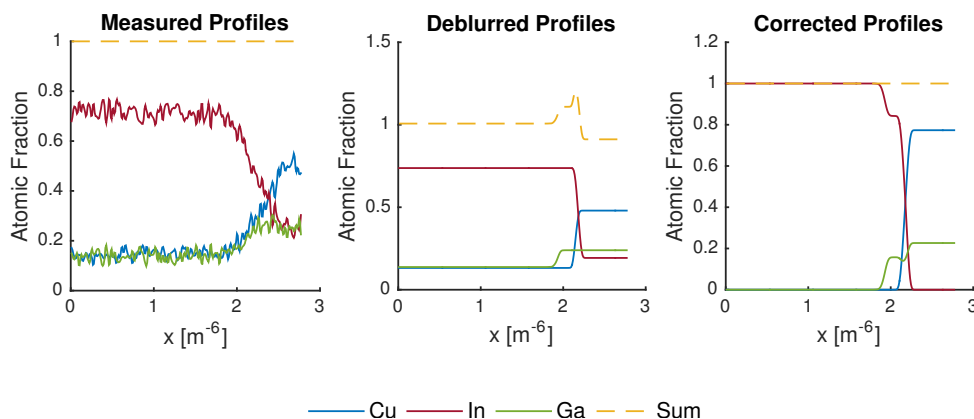 Measured Profiles
1
0.8
0.6
0.4
0.2
0
0 1 2 3
Atomic Fraction
x [m⁻⁶]
Deblurred Profiles
1.5
1
0.5
0
0 1 2 3
Atomic Fraction
x [m⁻⁶]
Corrected Profiles
1.2
1
0.8
0.6
0.4
0.2
0
0 1 2 3
Atomic Fraction
x [m⁻⁶]
Cu In Ga Sum